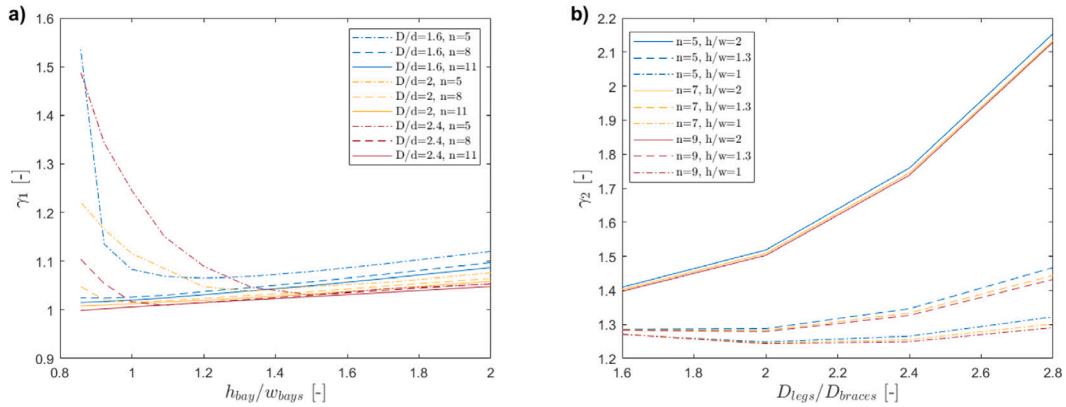 a)
1.6
1.5
1.4
1.3
1.2
1.1
1
0.9
γ₁ [-]
0.8
1
1.2
1.4
1.6
1.8
2
h_bay/w_bays [-]
D/d=1.6, n=5
D/d=1.6, n=8
D/d=1.6, n=11
D/d=2, n=5
D/d=2, n=8
D/d=2, n=11
D/d=2.4, n=5
D/d=2.4, n=8
D/d=2.4, n=11
b)
2.2
2.1
2
1.9
1.8
1.7
1.6
1.5
1.4
1.3
1.2
γ₂ [-]
1.6
1.8
2
2.2
2.4
2.6
2.8
D_legs/D_braces [-]
n=5, h/w=2
n=5, h/w=1.3
n=5, h/w=1
n=7, h/w=2
n=7, h/w=1.3
n=7, h/w=1
n=9, h/w=2
n=9, h/w=1.3
n=9, h/w=1